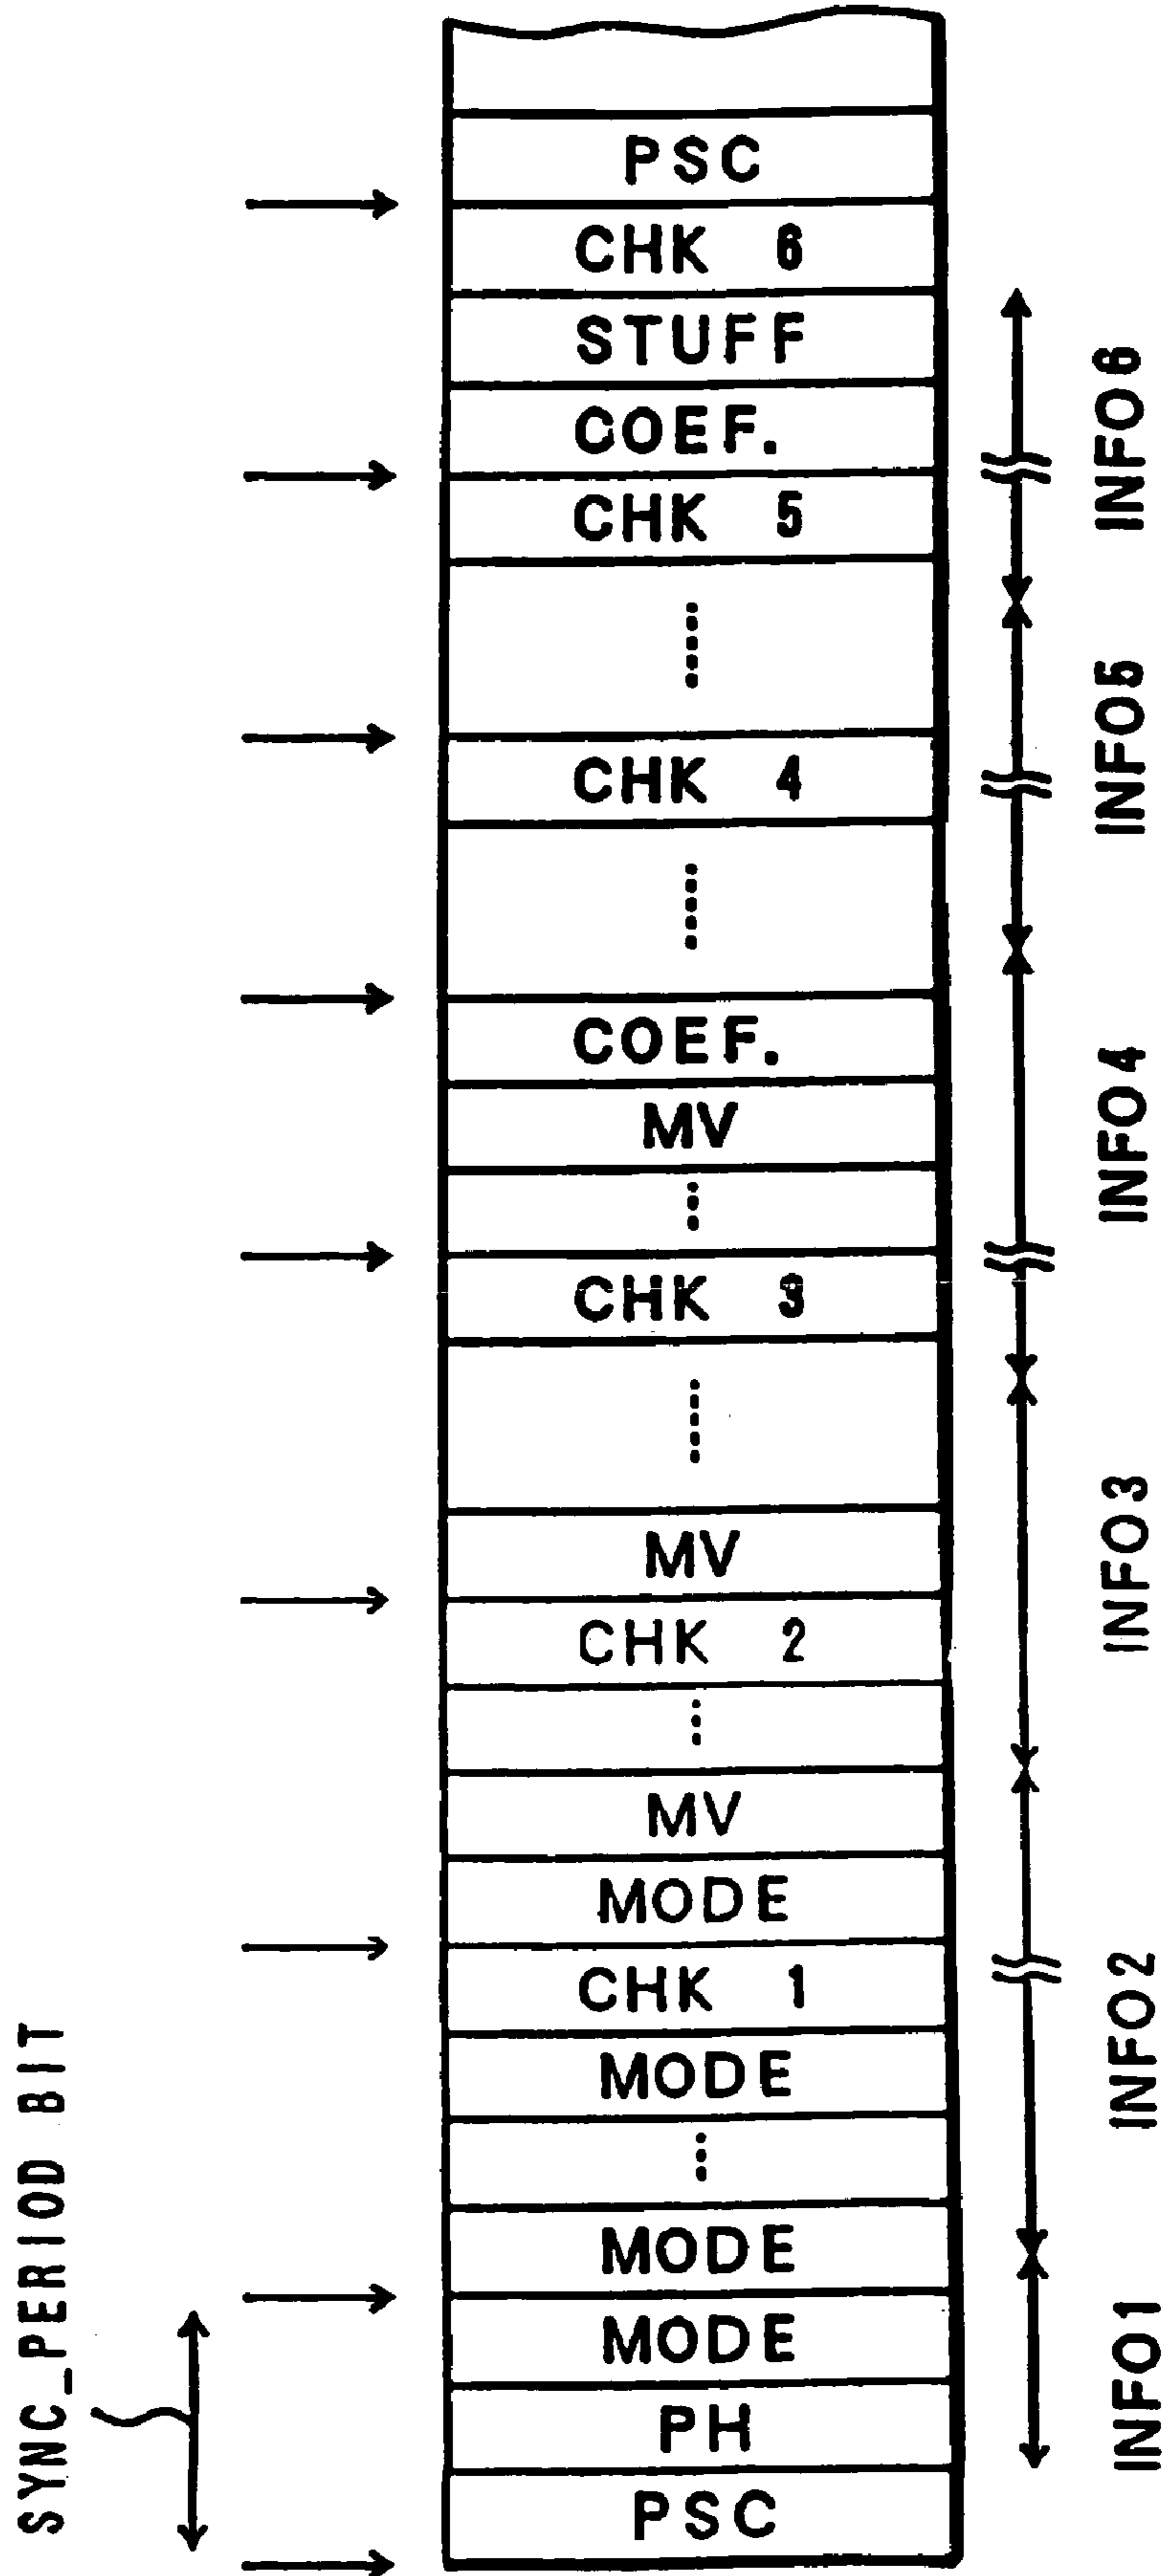 PSC
CHK 6
STUFF
COEF.
CHK 5
......
CHK 4
......
COEF.
MV
...
CHK 3
......
MV
CHK 2
...
MV
MODE
CHK 1
MODE
...
MODE
MODE
PH
PSC
INFO6
INFO5
INFO4
INFO3
INFO2
INFO1
SYNC_PERIOD BIT